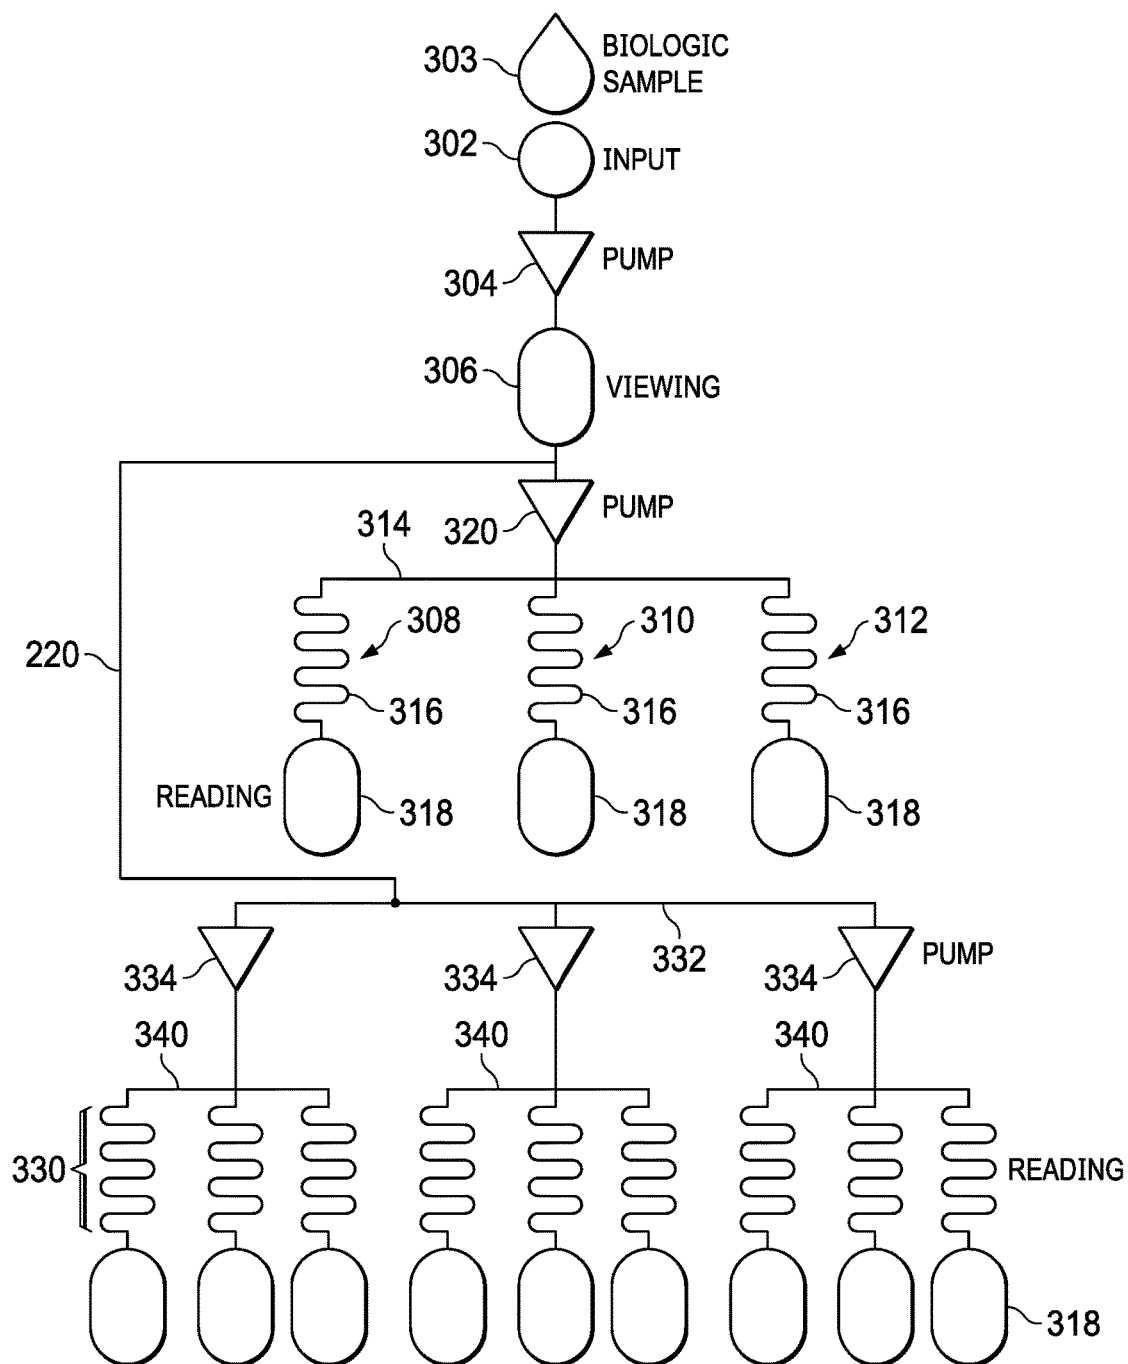 303 BIOLOGIC
SAMPLE
302 INPUT
304 PUMP
306 VIEWING
320 PUMP
314
220
308 310 312
316 316 316
READING 318 318 318
334 334 332 334 PUMP
340 340 340
330 READING
318